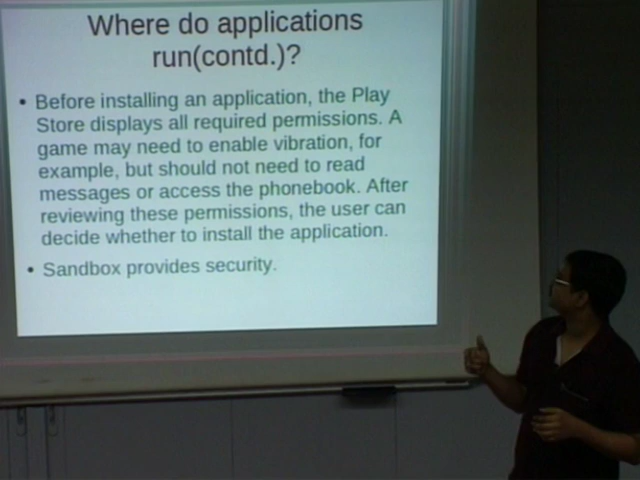 Where do applications
run(contd.)?
• Before installing an application, the Play
Store displays all required permissions. A
game may need to enable vibration, for
example, but should not need to read
messages or access the phonebook. After
reviewing these permissions, the user can
decide whether to install the application.
• Sandbox provides security.